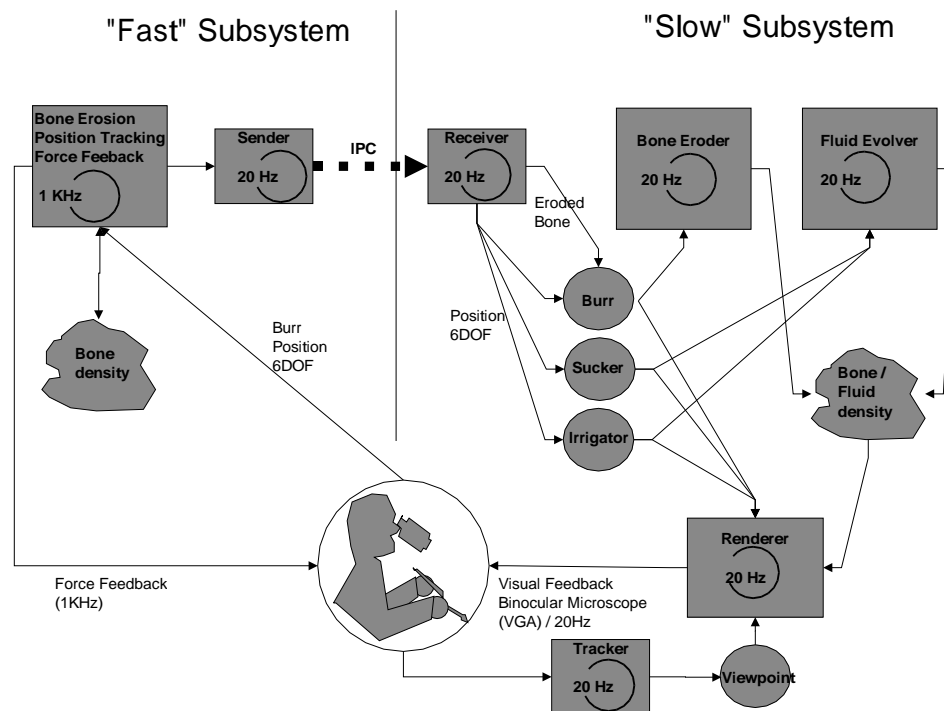 "Fast" Subsystem
"Slow" Subsystem
Bone Erosion
Position Tracking
Force Feeback
1 KHz
Sender
20 Hz
IPC
Receiver
20 Hz
Bone Eroder
20 Hz
Fluid Evolver
20 Hz
Eroded
Bone
Burr
Position
6DOF
Sucker
Irrigator
Bone
density
Burr
Position
6DOF
Bone /
Fluid
density
Renderer
20 Hz
Force Feedback
(1KHz)
Visual Feedback
Binocular Microscope
(VGA) / 20Hz
Tracker
20 Hz
Viewpoint